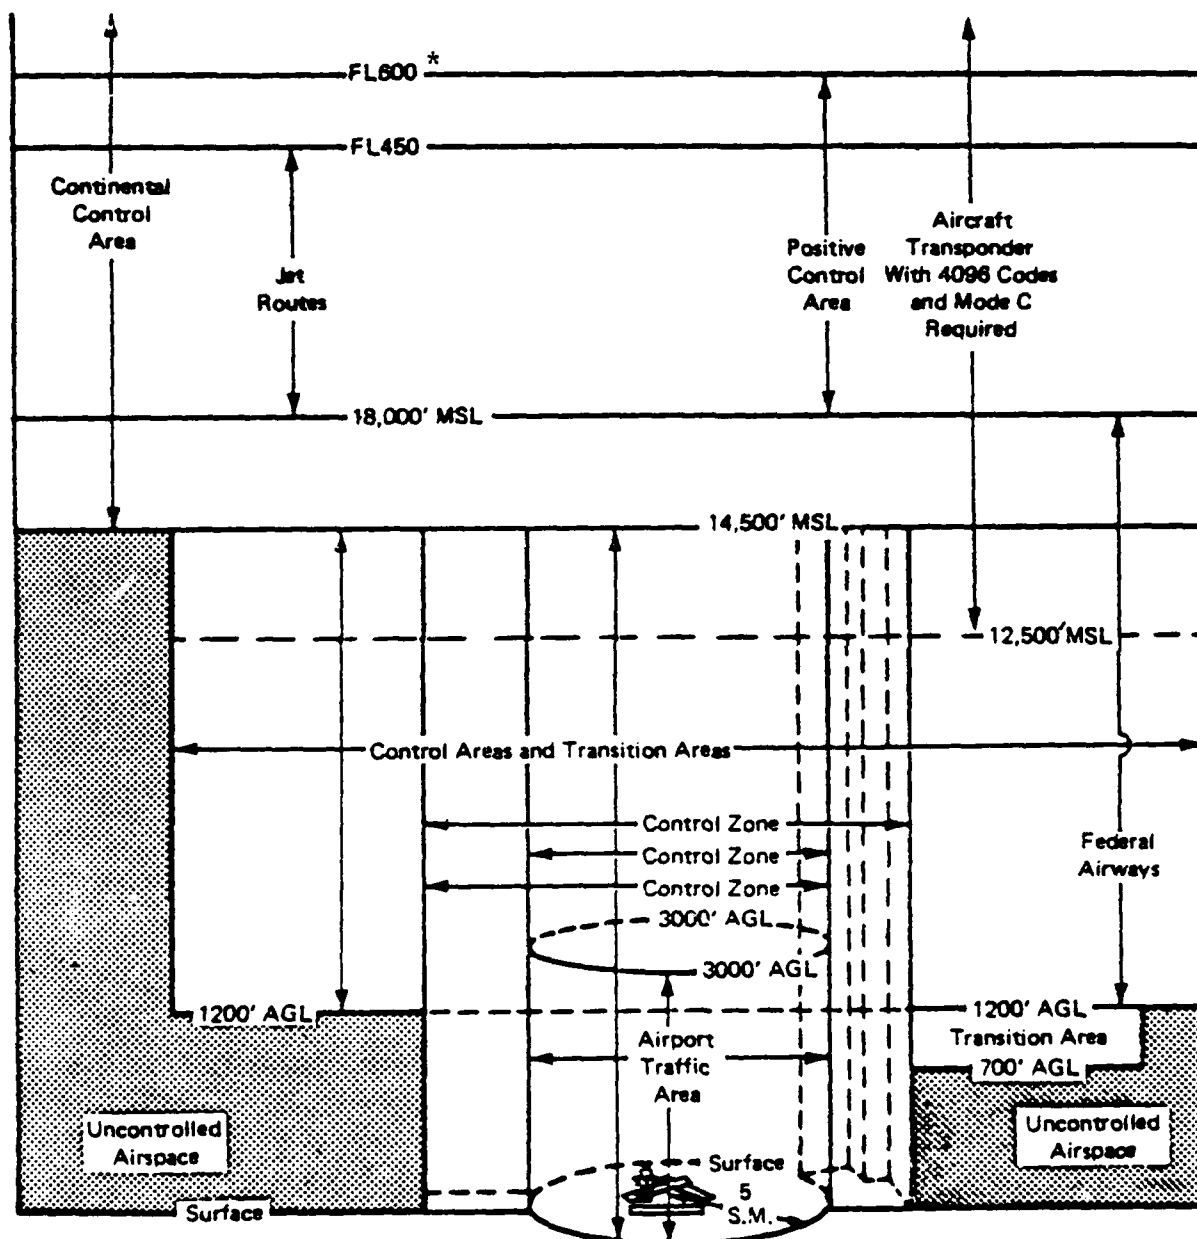 FL600 *
FL450
Continental
Control
Area
Jet
Routes
Positive
Control
Area
Aircraft
Transponder
With 4096 Codes
and Mode C
Required
18,000' MSL
14,500' MSL
12,500' MSL
Control Areas and Transition Areas
Control Zone
Control Zone
Control Zone
Federal
Airways
3000' AGL
3000' AGL
1200' AGL
1200' AGL
Transition Area
700' AGL
Airport
Traffic
Area
Uncontrolled
Airspace
Uncontrolled
Airspace
Surface
5
S.M.
Surface